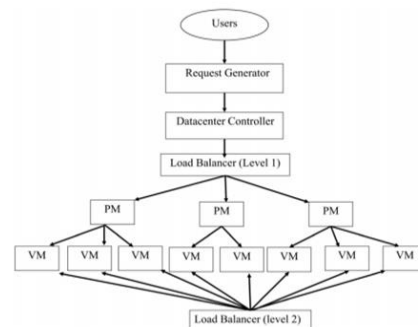 Users
Request Generator
Datacenter Controller
Load Balancer (Level 1)
PM
PM
PM
VM
VM
VM
VM
VM
VM
VM
VM
Load Balancer (level 2)